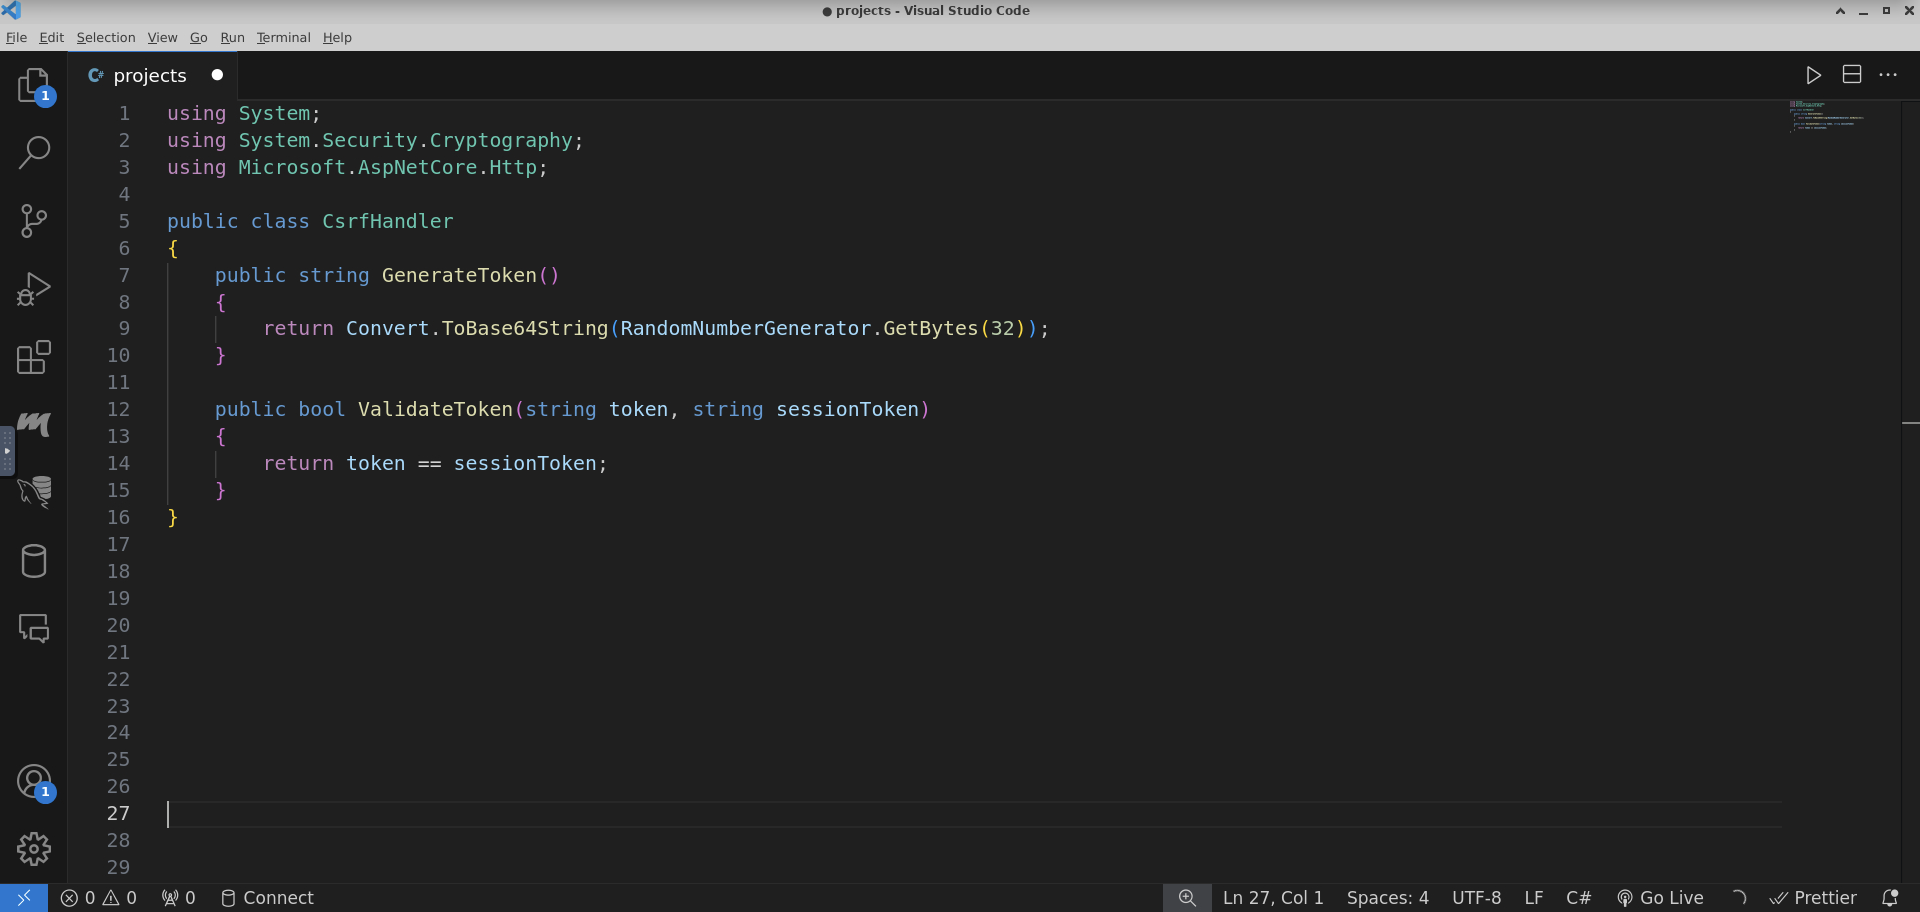 ● projects - Visual Studio Code
File Edit Selection View Go Run Terminal Help
projects
1 using System;
2 using System.Security.Cryptography;
3 using Microsoft.AspNetCore.Http;
4
5 public class CsrfHandler
6 {
7 public string GenerateToken()
8 {
9 return Convert.ToBase64String(RandomNumberGenerator.GetBytes(32));
10 }
11
12 public bool ValidateToken(string token, string sessionToken)
13 {
14 return token == sessionToken;
15 }
16 }
17
18
19
20
21
22
23
24
25
26
27
28
29
1
1
0 0 0 Connect Ln 27, Col 1 Spaces: 4 UTF-8 LF C# Go Live Prettier